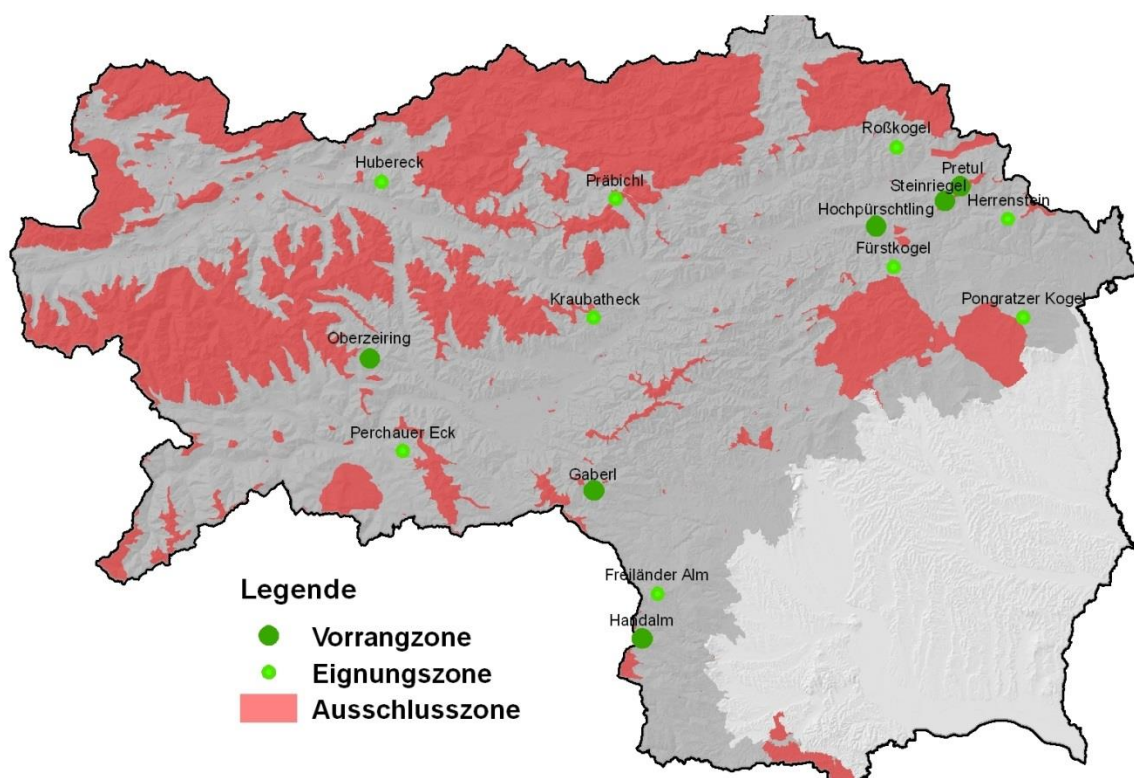 Roßkogel
Hubereck
Präbichl
Pretul
Steinriegel
Herrenstein
Hochpürschtling
Fürstkogel
Kraubatheck
Pongratzer Kogel
Oberzeiring
Perchauer Eck
Gaberl
Freiländer Alm
Handalm
Legende
Vorrangzone
Eignungszone
Ausschlusszone